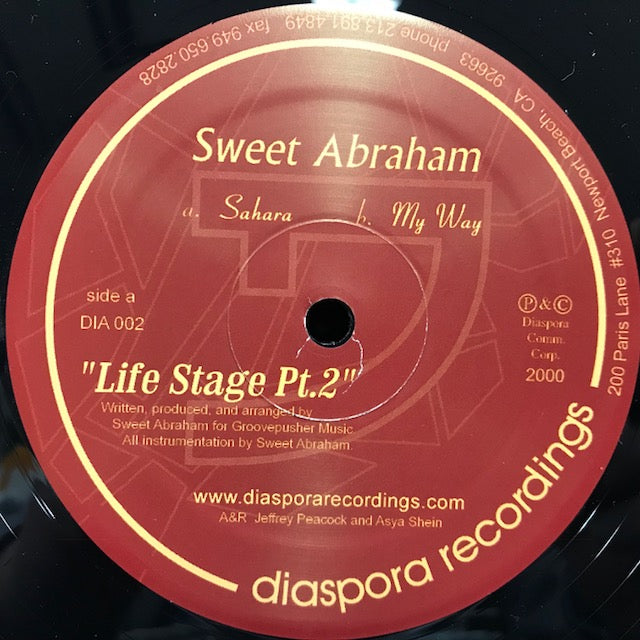 Sweet Abraham
a. Sahara b. My Way
side a
DIA 002
"Life Stage Pt.2"
Written, produced, and arranged by
Sweet Abraham for Groovepusher Music.
All instrumentation by Sweet Abraham.
℗ & ©
Diaspora
Comm.
Corp.
2000
www.diasporarecordings.com
A&R Jeffrey Peacock and Asya Shein
diaspora recordings
200 Paris Lane #310 Newport Beach, CA 92663 phone 213.891.4849 fax 949.650.2828